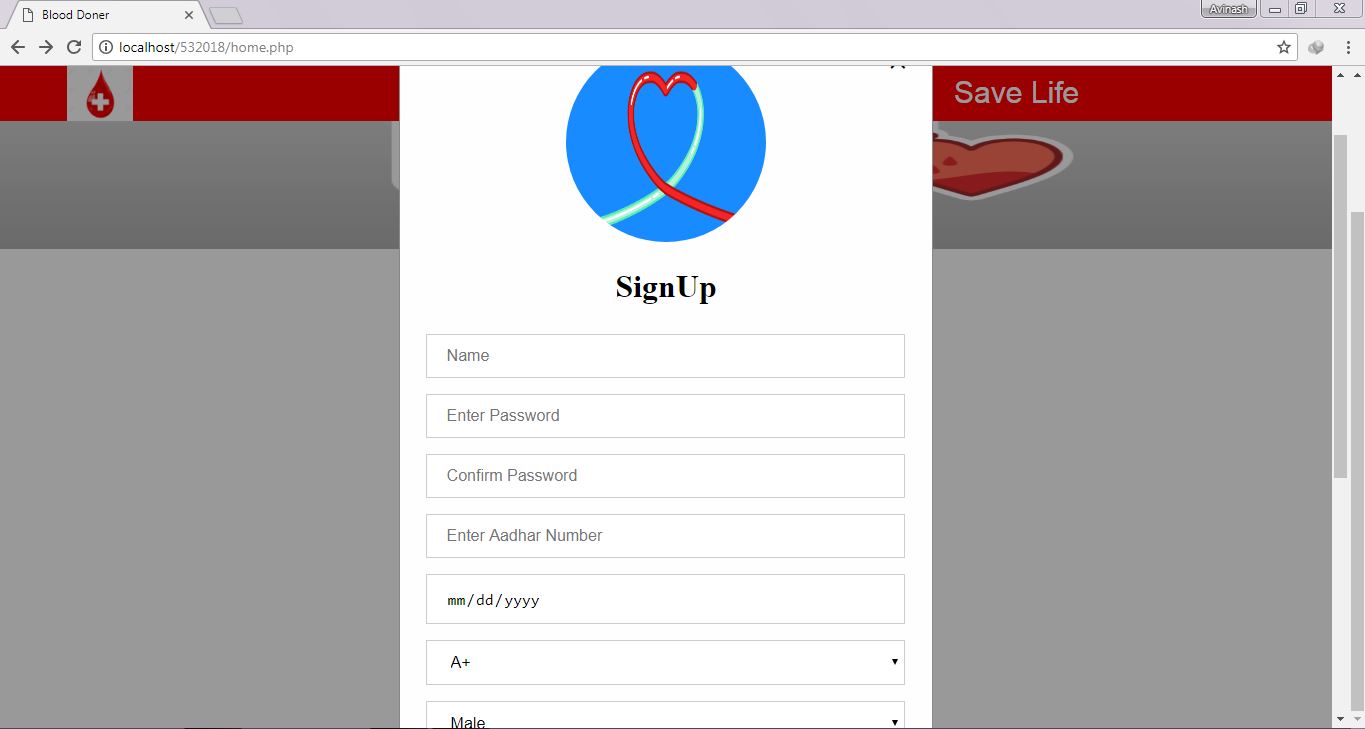 Blood Doner
Avinash
localhost/532018/home.php
Save Life
SignUp
Name
Enter Password
Confirm Password
Enter Aadhar Number
mm/dd/yyyy
A+
Male